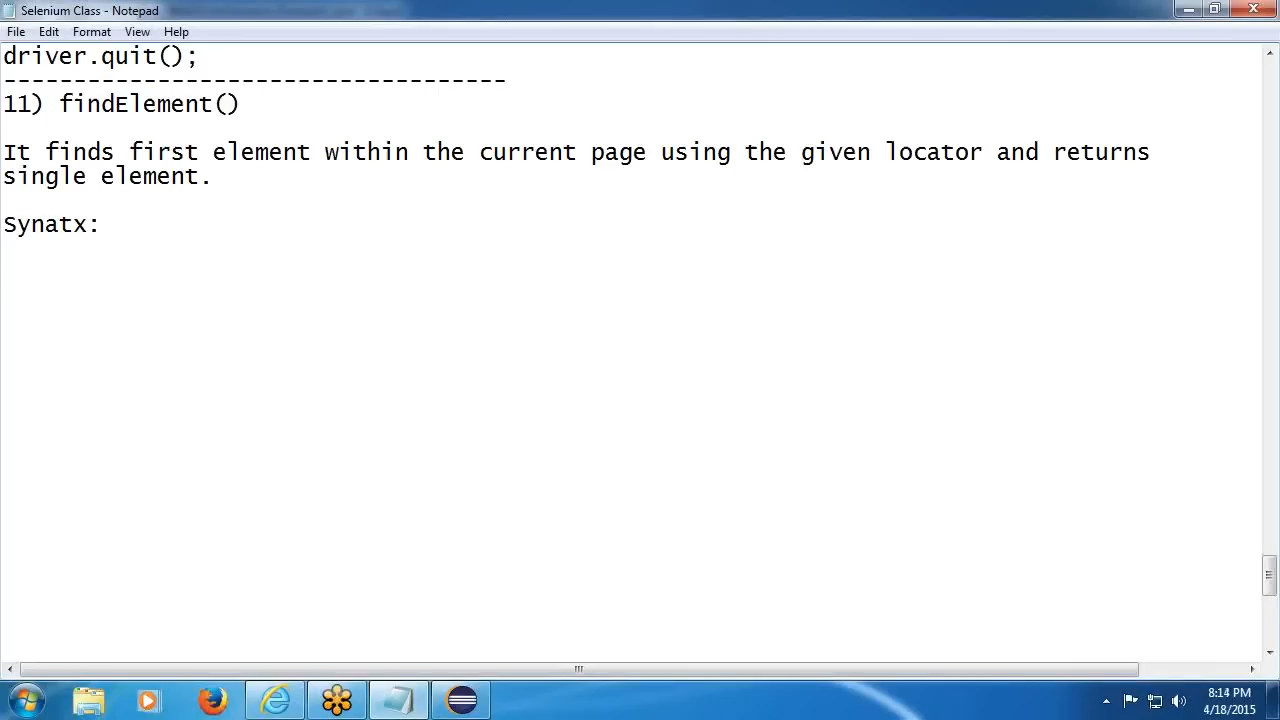 Selenium Class - Notepad
File Edit Format View Help
driver.quit();
------------------------------------
11) findElement()
It finds first element within the current page using the given locator and returns
single element.
Synatx:
8:14 PM
4/18/2015